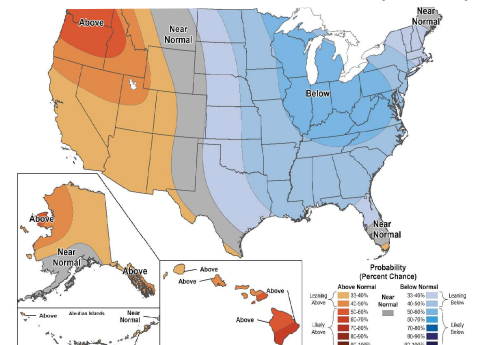 Near
Normal
Above
Near
Normal
Below
Near
Normal
Above
Near
Normal
Above
Above
Aleutian Islands
Near
Normal
Above
Above
Above
Above
Probability
(Percent Chance)
Above Normal
Below Normal
Leaning
Above
33-40%
40-50%
50-60%
60-70%
70-80%
80-90%
Likely
Above
Near
Normal
33-40%
40-50%
50-60%
60-70%
70-80%
80-90%
Leaning
Below
Likely
Below